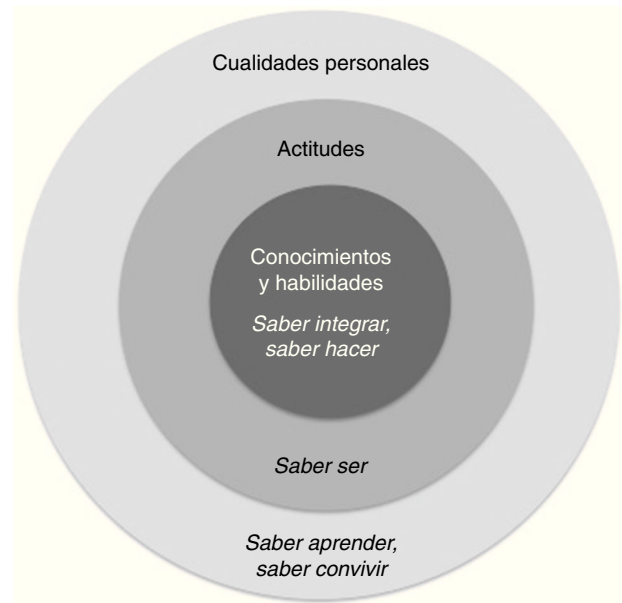 Cualidades personales
Actitudes
Conocimientos
y habilidades
Saber integrar,
saber hacer
Saber ser
Saber aprender,
saber convivir